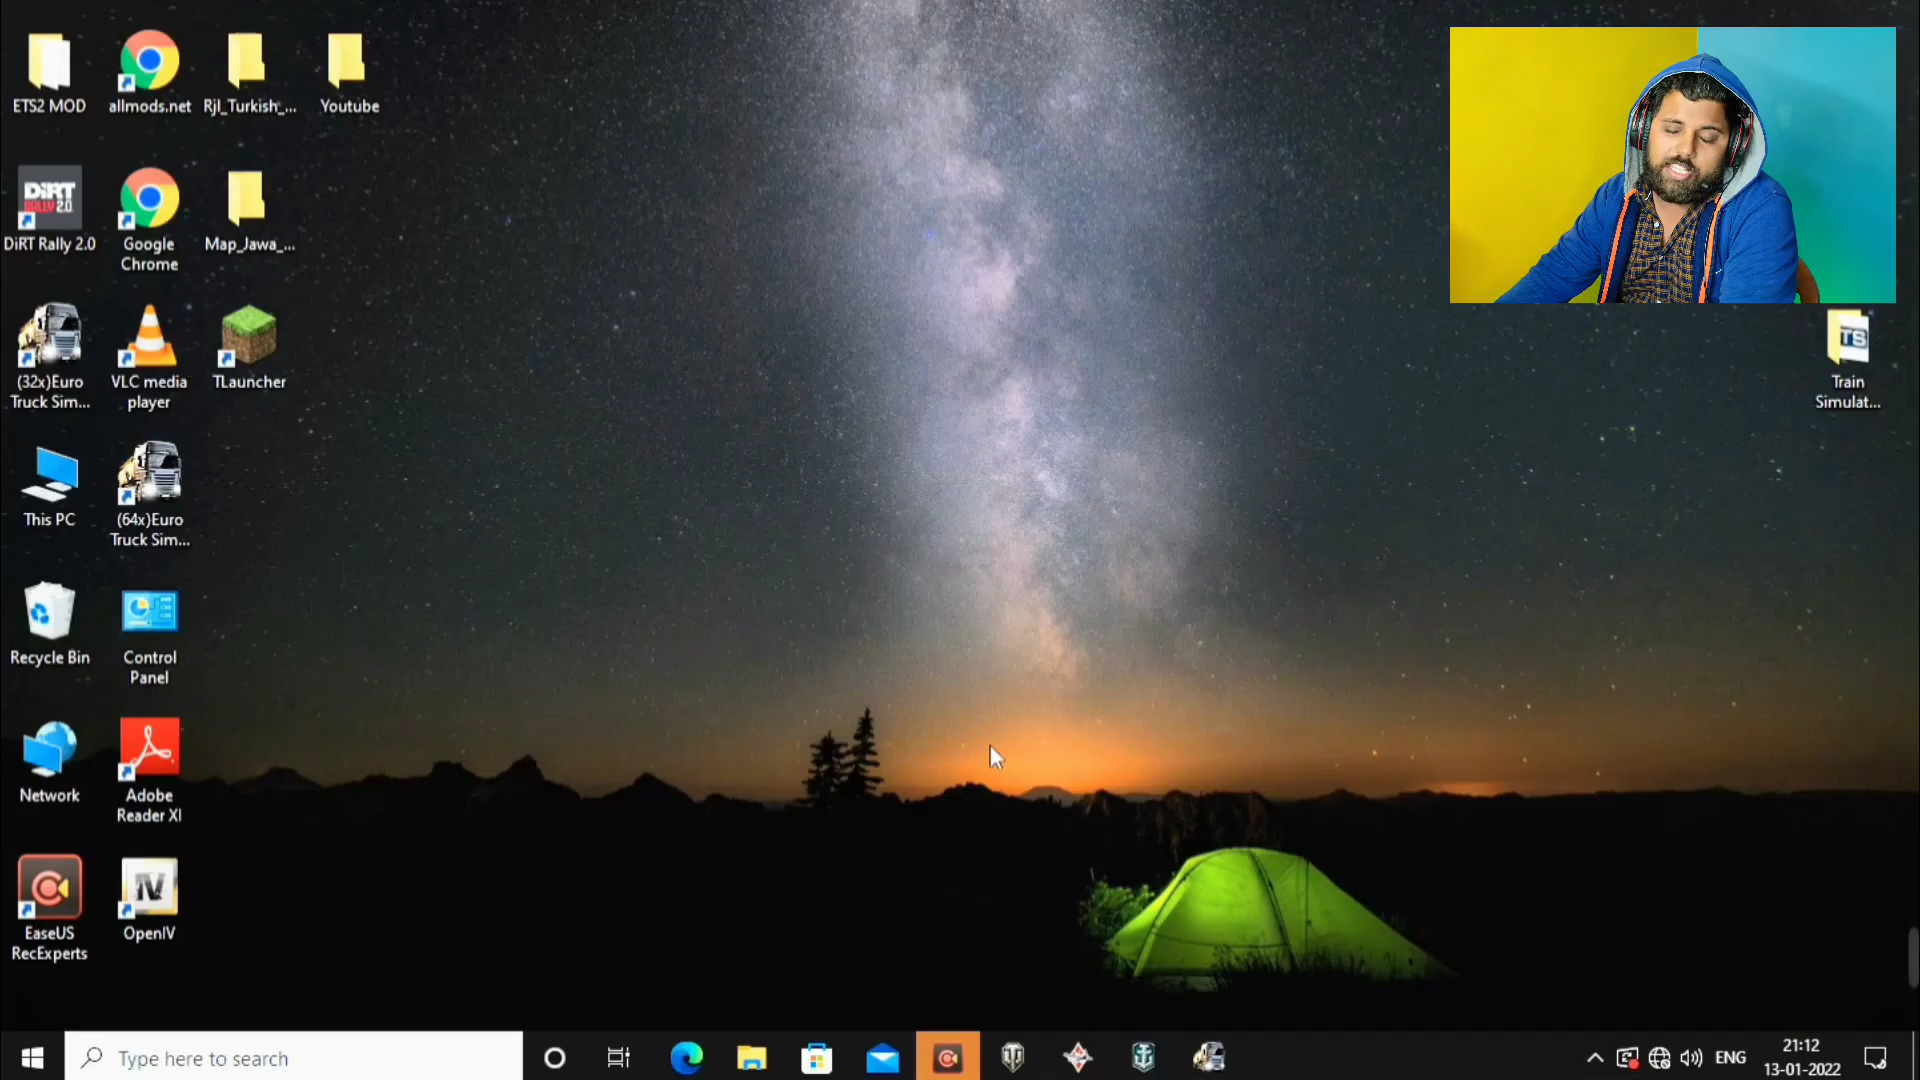 ETS2 MOD
allmods.net
Rjl_Turkish_...
Youtube
DiRT RALLY 2.0
DiRT Rally 2.0
Google
Chrome
Map_Jawa_...
(32x)Euro
Truck Sim...
VLC media
player
TLauncher
TS
Train
Simulat...
This PC
(64x)Euro
Truck Sim...
Recycle Bin
Control
Panel
Network
Adobe
Reader XI
EaseUS
RecExperts
IV
OpenIV
Type here to search
ENG
21:12
13-01-2022